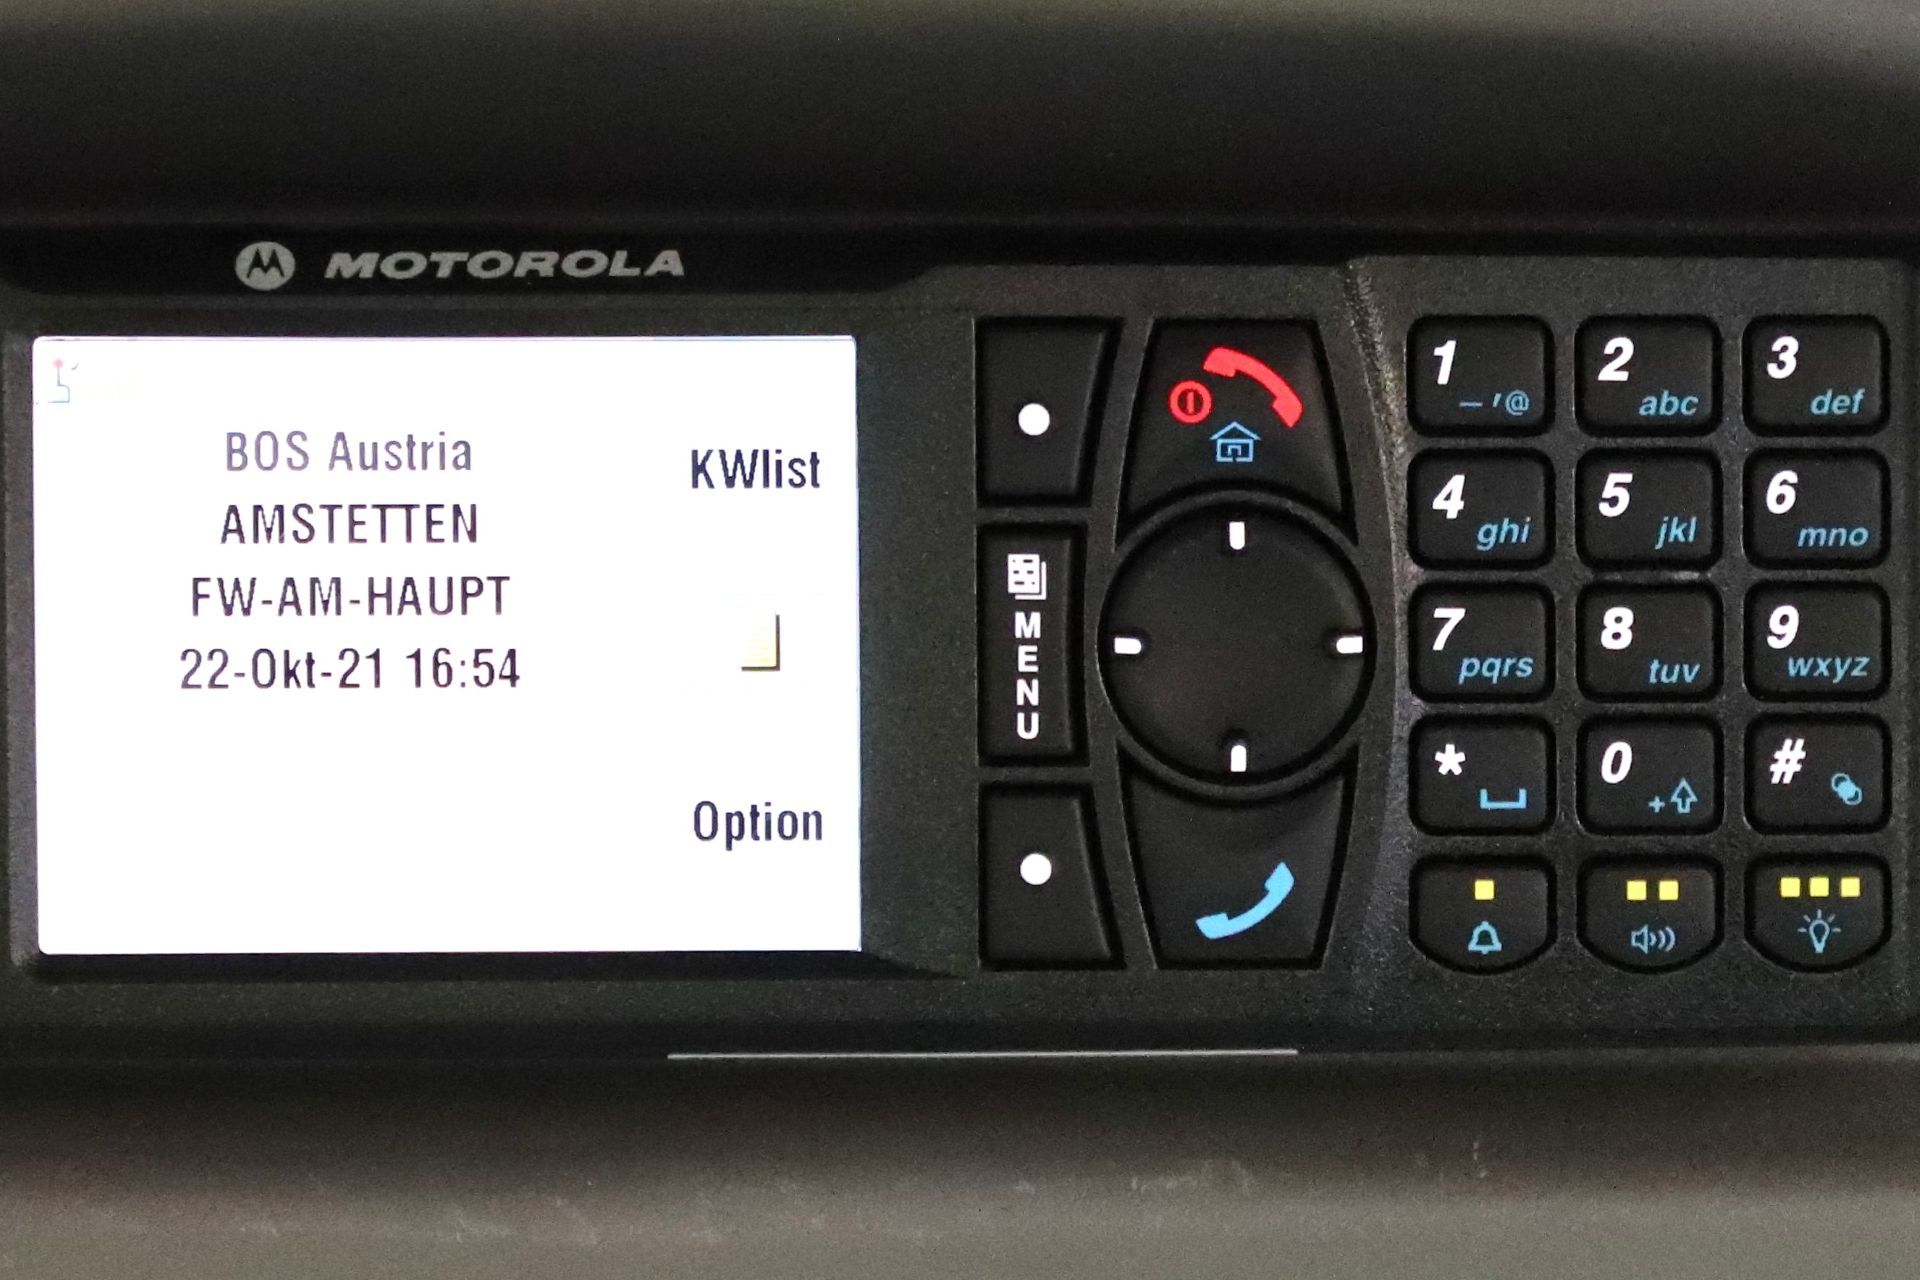 MOTOROLA
BOS Austria
AMSTETTEN
FW-AM-HAUPT
22-Okt-21 16:54
KWlist
Option
MENU
1 _'@
2 abc
3 def
4 ghi
5 jkl
6 mno
7 pqrs
8 tuv
9 wxyz
*
0 +
#